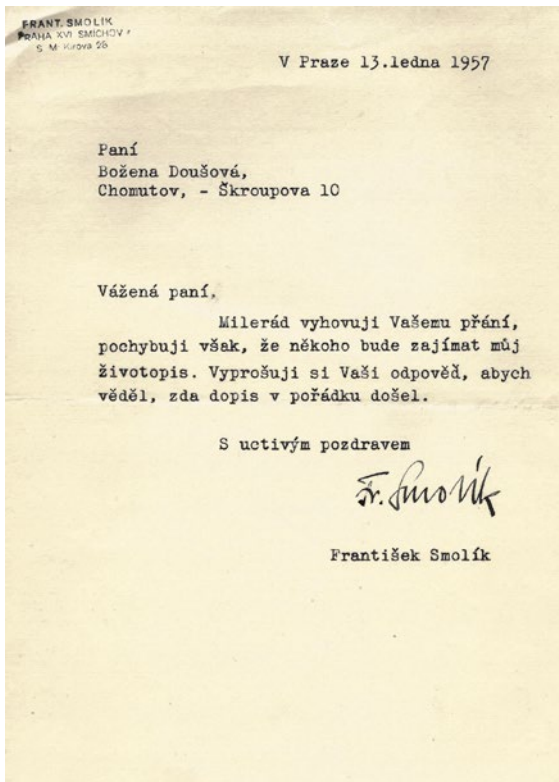 FRANT. SMOLÍK
PRAHA XVI SMÍCHOV
S. M. Kirova 26
V Praze 13.ledna 1957
Paní
Božena Doušová,
Chomutov, - Škroupova 10
Vážená paní,
Milerád vyhovuji Vašemu přání,
pochybuji však, že někoho bude zajímat můj
životopis. Vyprošuji si Vaši odpověď, abych
věděl, zda dopis v pořádku došel.
S uctivým pozdravem
Fr. Smolík
František Smolík